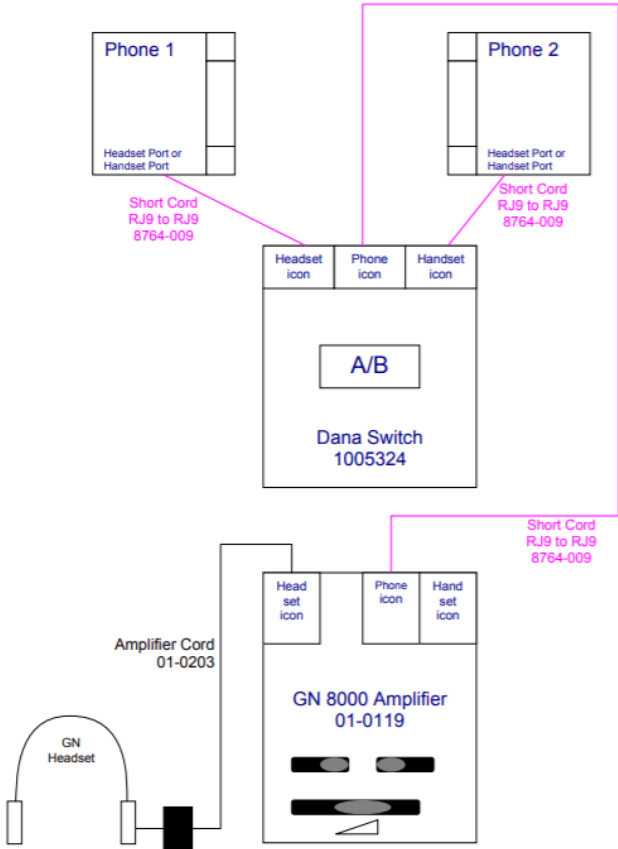 Phone 1
Headset Port or
Handset Port
Phone 2
Headset Port or
Handset Port
Short Cord
RJ9 to RJ9
8764-009
Short Cord
RJ9 to RJ9
8764-009
Headset
icon
Phone
icon
Handset
icon
A/B
Dana Switch
1005324
Short Cord
RJ9 to RJ9
8764-009
Head
set
icon
Phone
icon
Hand
set
icon
Amplifier Cord
01-0203
GN 8000 Amplifier
01-0119
GN
Headset